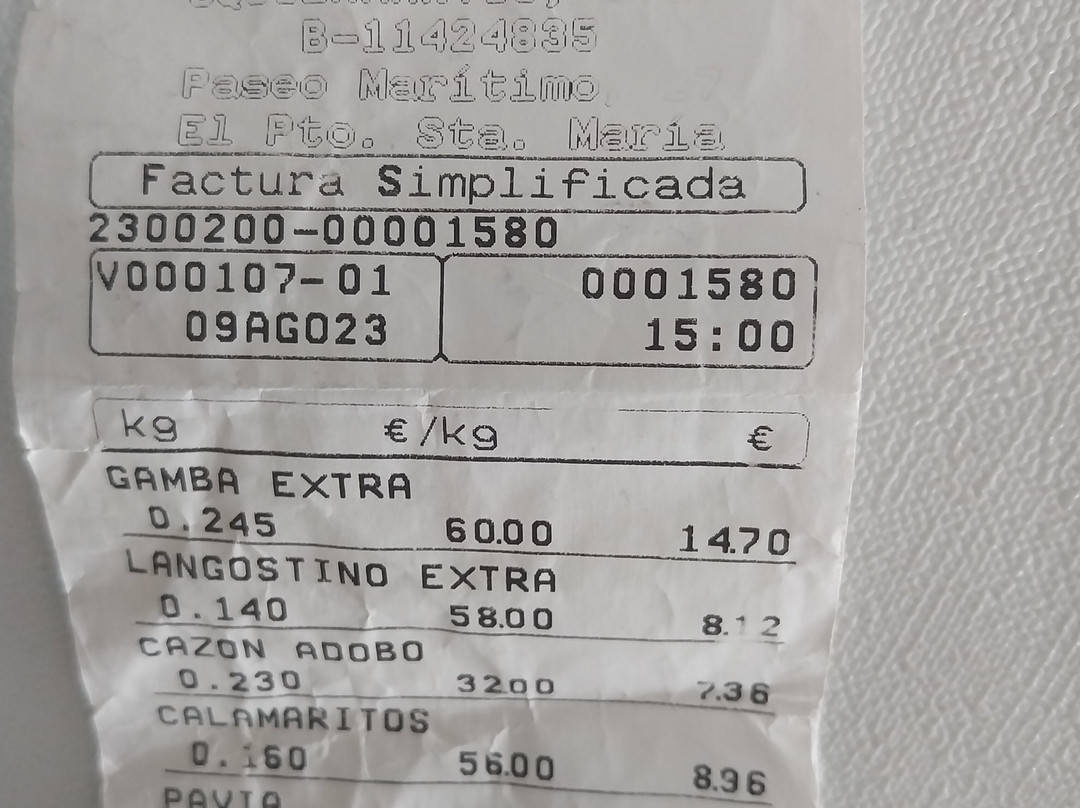 B-11424835
Paseo Marítimo
El Pto. Sta. María
Factura Simplificada
2300200-00001580
V000107-01 0001580
09AGO23 15:00
kg €/kg €
GAMBA EXTRA
0.245 60.00 14.70
LANGOSTINO EXTRA
0.140 58.00 8.12
CAZON ADOBO
0.230 32.00 7.36
CALAMARITOS
0.160 56.00 8.96
PAVIA